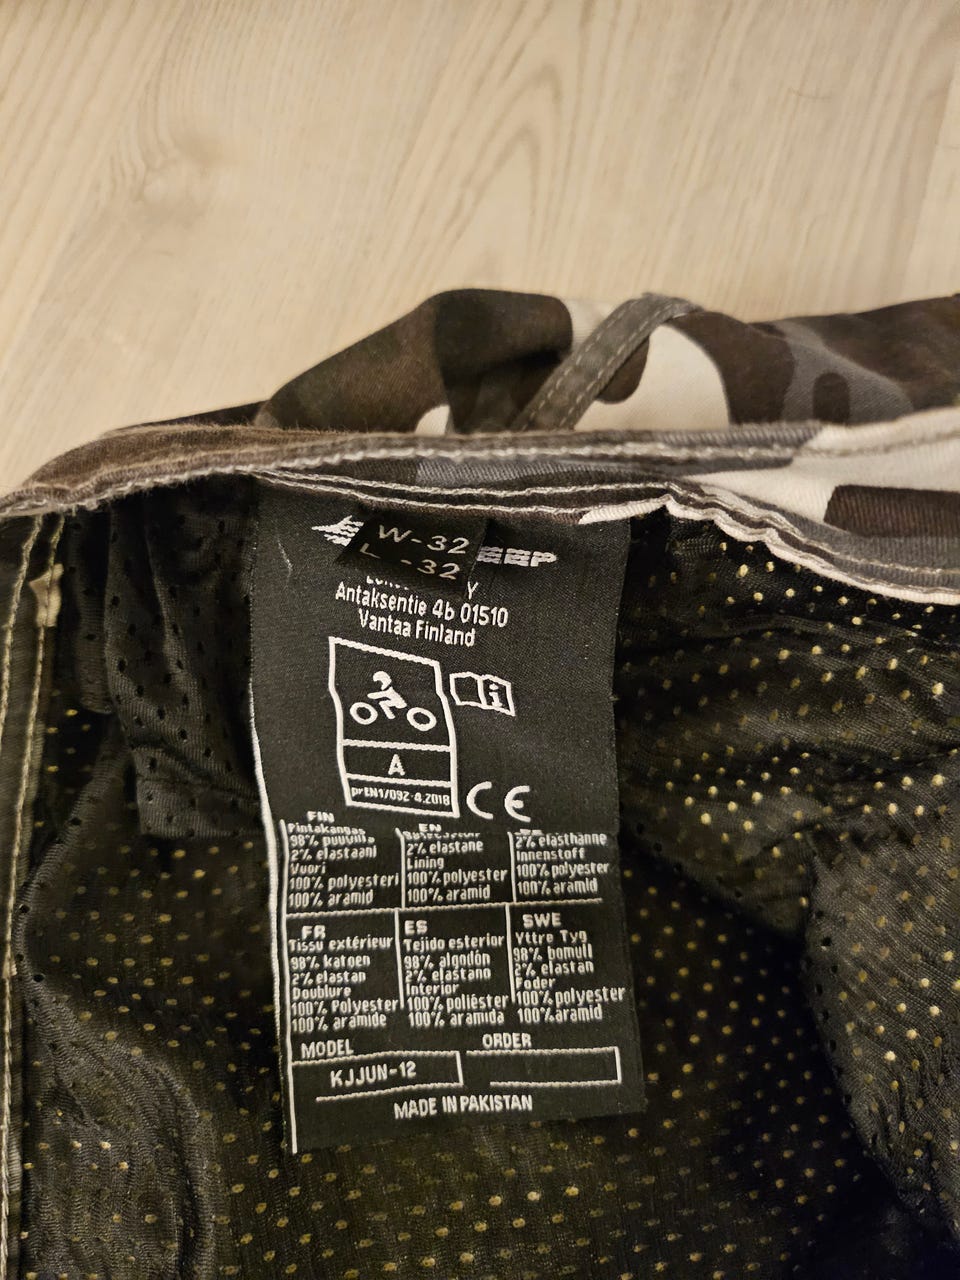 W-32
L -32
Y
Antaksentie 4b 01510
Vantaa Finland
i
A
prEN17092-4:2018
CE
FIN
Pintakangas
98% puuvilla
2% elastaani
Vuori
100% polyesteri
100% aramid
EN
2% elastane
Lining
100% polyester
100% aramid
2% elasthanne
Innenstoff
100% polyester
100% aramid
FR
Tissu extérieur
98% katoen
2% elastan
Doublure
100% Polyester
100% aramide
ES
Tejido esterior
98% algodón
2% elastano
Interior
100% poliéster
100% aramida
SWE
Yttre Tyg
98% bomull
2% elastan
Foder
100% polyester
100%aramid
MODEL
KJJUN-12
ORDER
MADE IN PAKISTAN